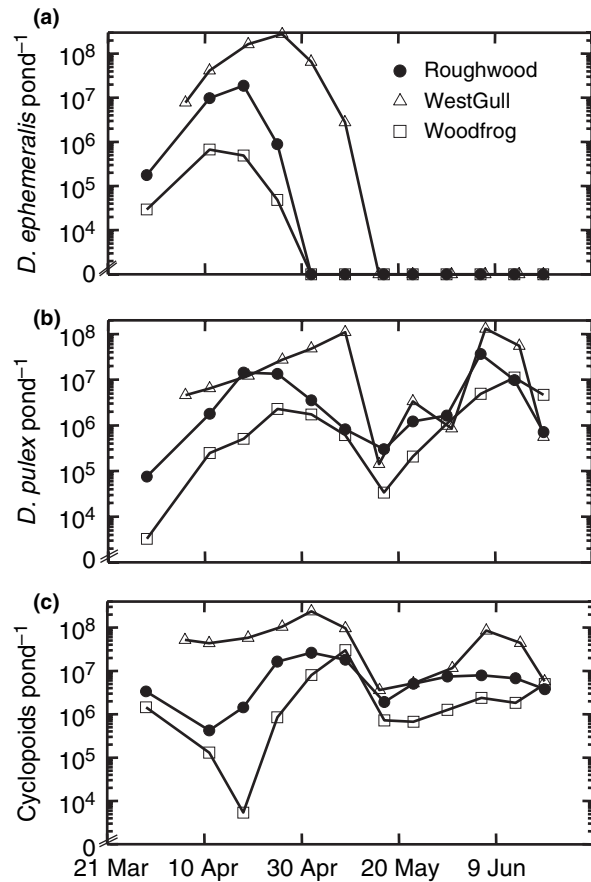 (a)
D. ephemeralis pond⁻¹
10⁸
10⁷
10⁶
10⁵
10⁴
0
Roughwood
WestGull
Woodfrog
(b)
D. pulex pond⁻¹
10⁸
10⁷
10⁶
10⁵
10⁴
0
(c)
Cyclopoids pond⁻¹
10⁸
10⁷
10⁶
10⁵
10⁴
0
21 Mar 10 Apr 30 Apr 20 May 9 Jun